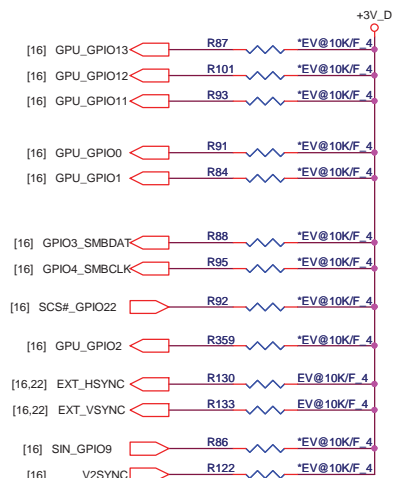 +3V_D
[16] GPU_GPIO13 R87 *EV@10K/F_4
[16] GPU_GPIO12 R101 *EV@10K/F_4
[16] GPU_GPIO11 R93 *EV@10K/F_4
[16] GPU_GPIO0 R91 *EV@10K/F_4
[16] GPU_GPIO1 R84 *EV@10K/F_4
[16] GPIO3_SMBDAT R88 *EV@10K/F_4
[16] GPIO4_SMBCLK R95 *EV@10K/F_4
[16] SCS#_GPIO22 R92 *EV@10K/F_4
[16] GPU_GPIO2 R359 *EV@10K/F_4
[16,22] EXT_HSYNC R130 EV@10K/F_4
[16,22] EXT_VSYNC R133 EV@10K/F_4
[16] SIN_GPIO9 R86 *EV@10K/F_4
[16] V2SYNC R122 *EV@10K/F_4